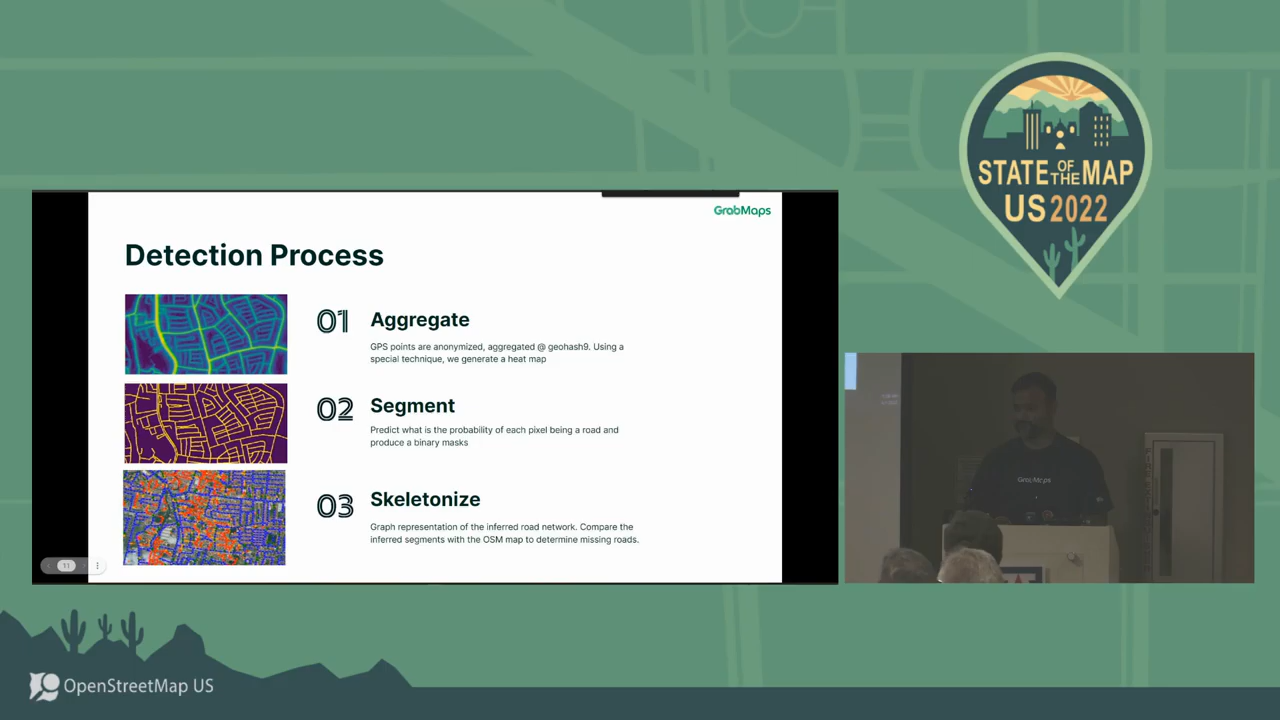 STATE OF THE MAP
US 2022
GrabMaps
Detection Process
01 Aggregate
GPS points are anonymized, aggregated @ geohash9. Using a
special technique, we generate a heat map
02 Segment
Predict what is the probability of each pixel being a road and
produce a binary masks
03 Skeletonize
Graph representation of the inferred road network. Compare the
inferred segments with the OSM map to determine missing roads.
11
GrabMaps
OpenStreetMap US